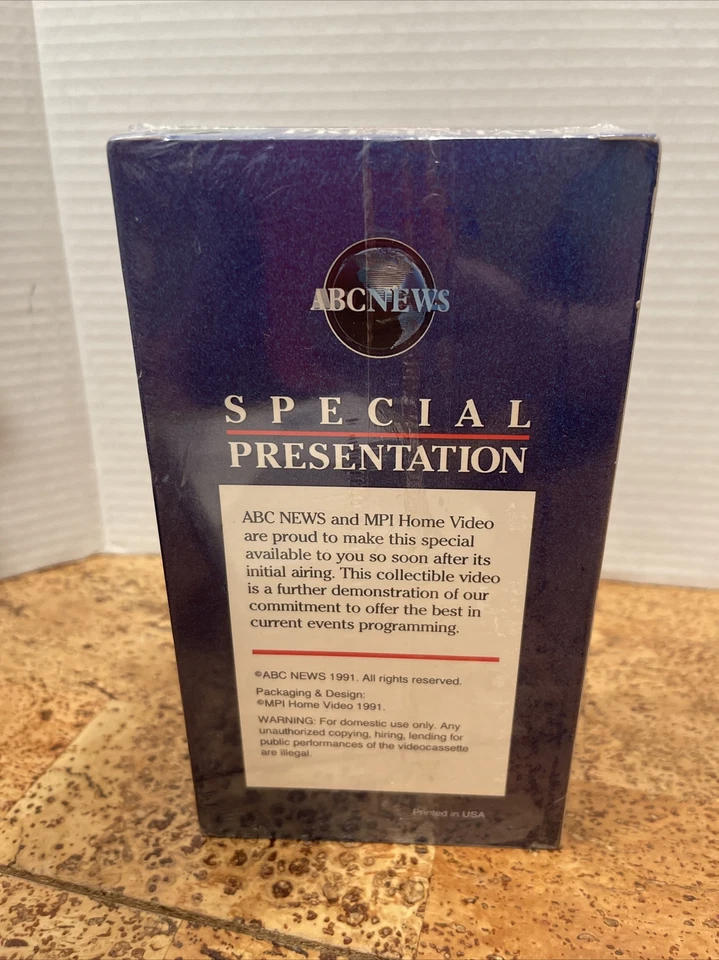 ABCNEWS
SPECIAL
PRESENTATION
ABC NEWS and MPI Home Video
are proud to make this special
available to you so soon after its
initial airing. This collectible video
is a further demonstration of our
commitment to offer the best in
current events programming.
©ABC NEWS 1991. All rights reserved.
Packaging & Design:
©MPI Home Video 1991.
WARNING: For domestic use only. Any
unauthorized copying, hiring, lending for
public performances of the videocassette
are illegal.
Printed in USA